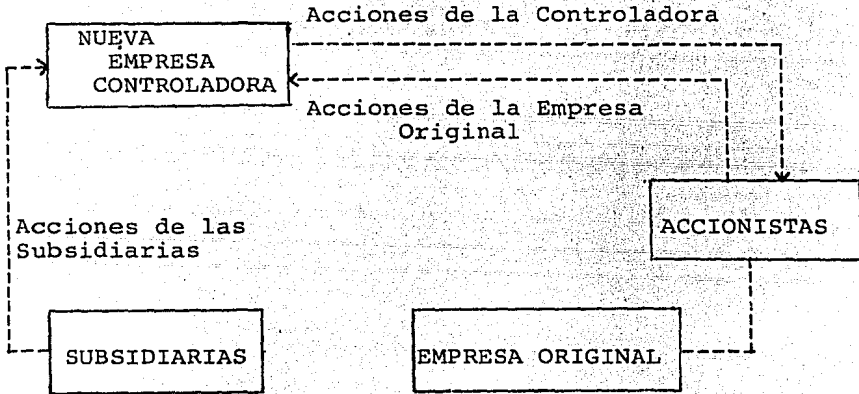 Acciones de la Controladora
NUEVA
EMPRESA
CONTROLADORA
Acciones de la Empresa
Original
Acciones de las
Subsidiarias
ACCIONISTAS
SUBSIDIARIAS
EMPRESA ORIGINAL